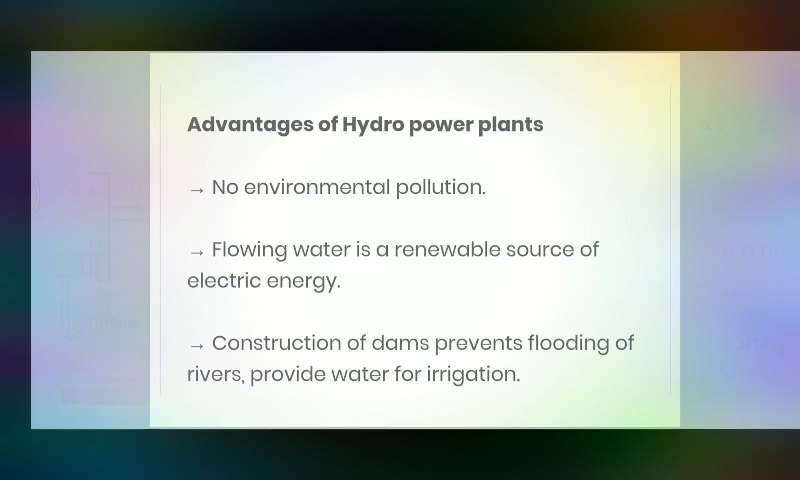 Advantages of Hydro power plants
→ No environmental pollution.
→ Flowing water is a renewable source of
electric energy.
→ Construction of dams prevents flooding of
rivers, provide water for irrigation.